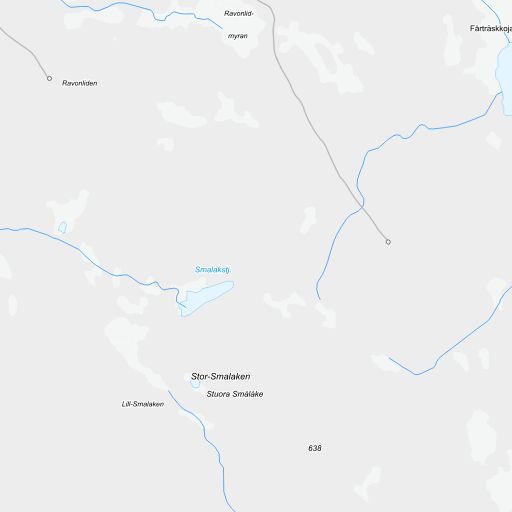 Ravonlid-
myran
Fårträskkoja
Ravonliden
Smalakstj.
Stor-Smalaken
Stuora Smáláke
Lill-Smalaken
638